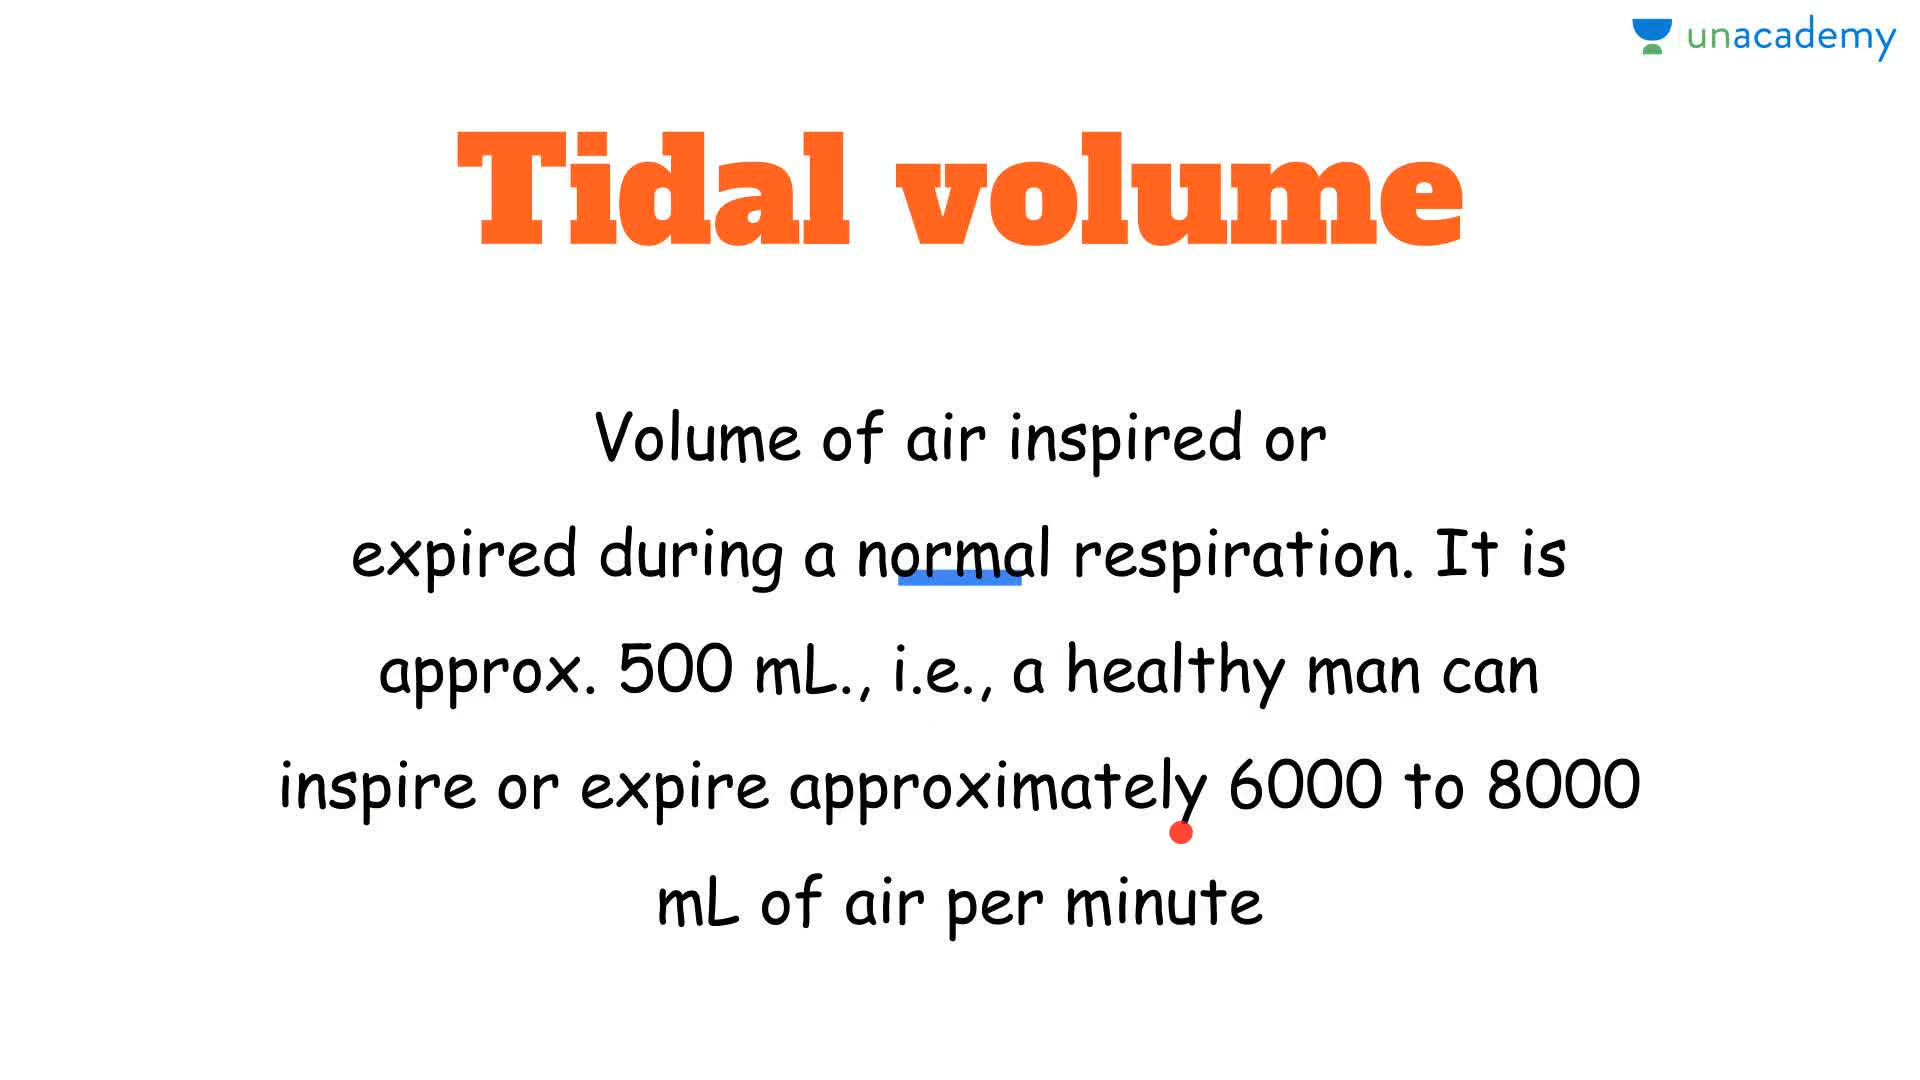 unacademy
Tidal volume
Volume of air inspired or
expired during a normal respiration. It is
approx. 500 mL., i.e., a healthy man can
inspire or expire approximately 6000 to 8000
mL of air per minute